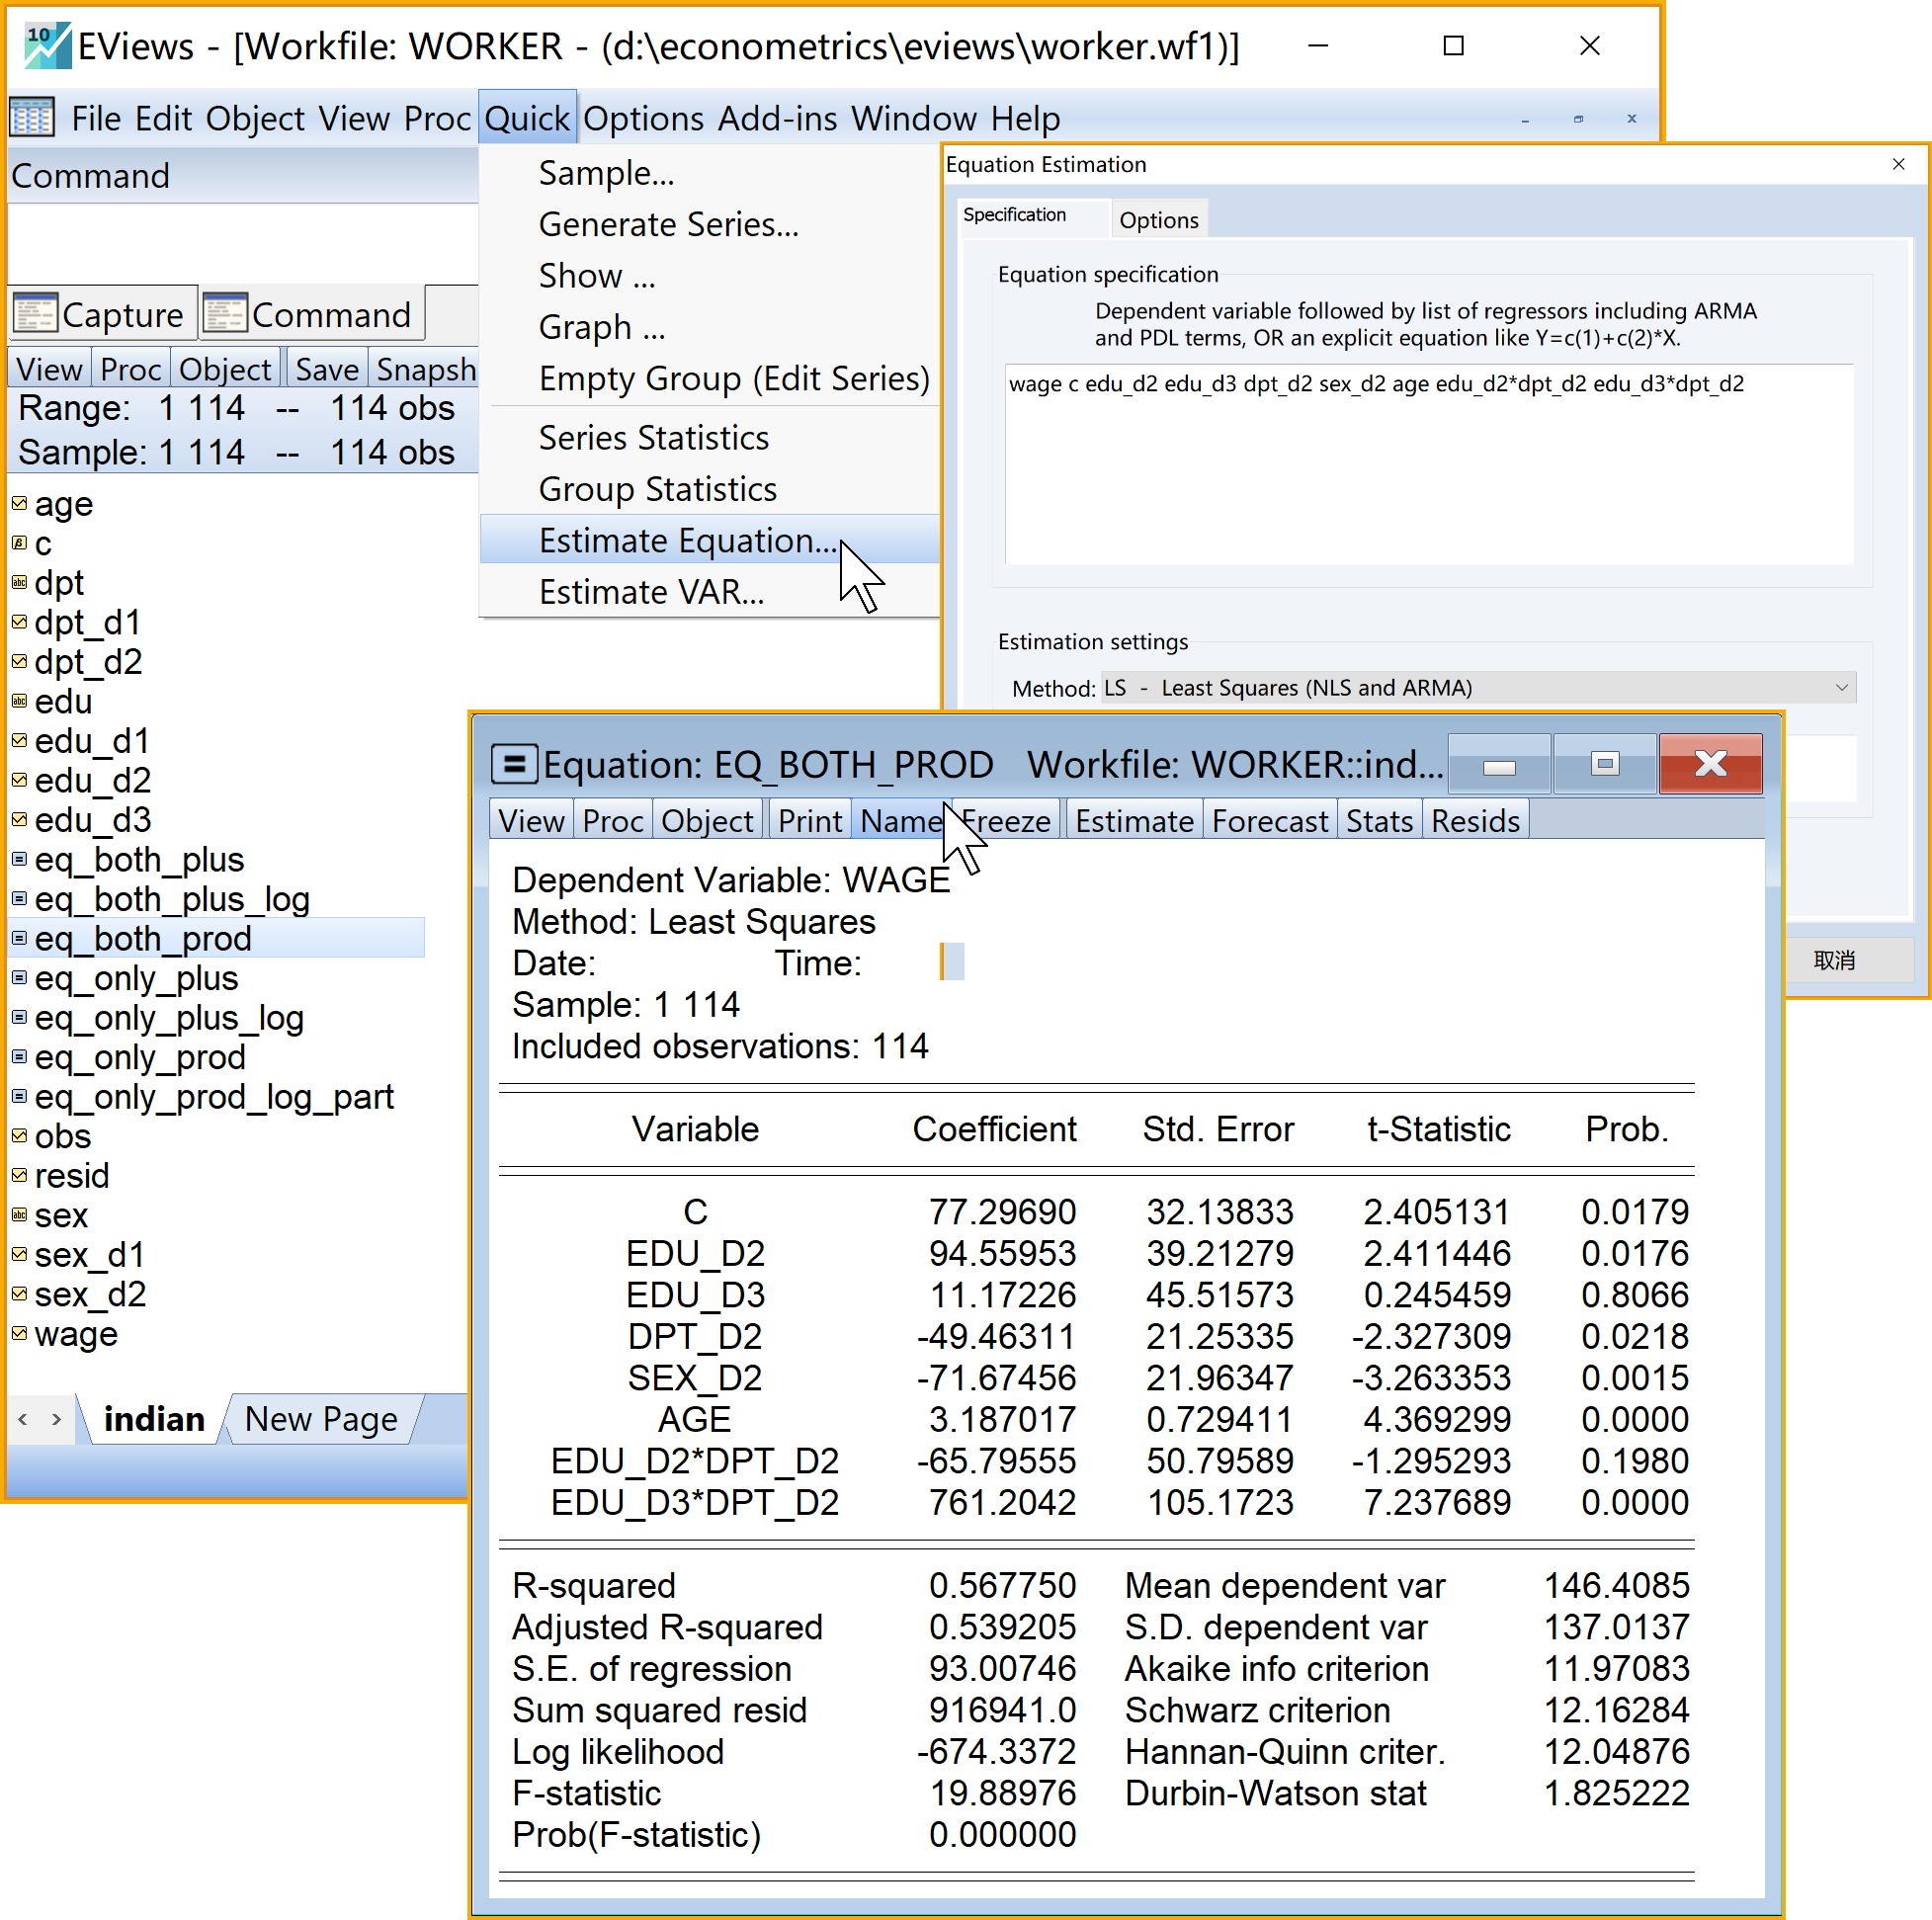 10 EViews - [Workfile: WORKER - (d:\econometrics\eviews\worker.wf1)]
File Edit Object View Proc Quick Options Add-ins Window Help
Command
Capture Command
View Proc Object Save Snapsh
Range: 1 114 -- 114 obs
Sample: 1 114 -- 114 obs
age
c
dpt
dpt_d1
dpt_d2
edu
edu_d1
edu_d2
edu_d3
eq_both_plus
eq_both_plus_log
eq_both_prod
eq_only_plus
eq_only_plus_log
eq_only_prod
eq_only_prod_log_part
obs
resid
sex
sex_d1
sex_d2
wage
indian New Page
Sample...
Generate Series...
Show ...
Graph ...
Empty Group (Edit Series)
Series Statistics
Group Statistics
Estimate Equation...
Estimate VAR...
Equation Estimation
Specification Options
Equation specification
Dependent variable followed by list of regressors including ARMA
and PDL terms, OR an explicit equation like Y=c(1)+c(2)*X.
wage c edu_d2 edu_d3 dpt_d2 sex_d2 age edu_d2*dpt_d2 edu_d3*dpt_d2
Estimation settings
Method: LS - Least Squares (NLS and ARMA)
取消
Equation: EQ_BOTH_PROD Workfile: WORKER::ind...
View Proc Object Print Name Freeze Estimate Forecast Stats Resids
Dependent Variable: WAGE
Method: Least Squares
Date: Time:
Sample: 1 114
Included observations: 114
Variable Coefficient Std. Error t-Statistic Prob.
C 77.29690 32.13833 2.405131 0.0179
EDU_D2 94.55953 39.21279 2.411446 0.0176
EDU_D3 11.17226 45.51573 0.245459 0.8066
DPT_D2 -49.46311 21.25335 -2.327309 0.0218
SEX_D2 -71.67456 21.96347 -3.263353 0.0015
AGE 3.187017 0.729411 4.369299 0.0000
EDU_D2*DPT_D2 -65.79555 50.79589 -1.295293 0.1980
EDU_D3*DPT_D2 761.2042 105.1723 7.237689 0.0000
R-squared 0.567750 Mean dependent var 146.4085
Adjusted R-squared 0.539205 S.D. dependent var 137.0137
S.E. of regression 93.00746 Akaike info criterion 11.97083
Sum squared resid 916941.0 Schwarz criterion 12.16284
Log likelihood -674.3372 Hannan-Quinn criter. 12.04876
F-statistic 19.88976 Durbin-Watson stat 1.825222
Prob(F-statistic) 0.000000